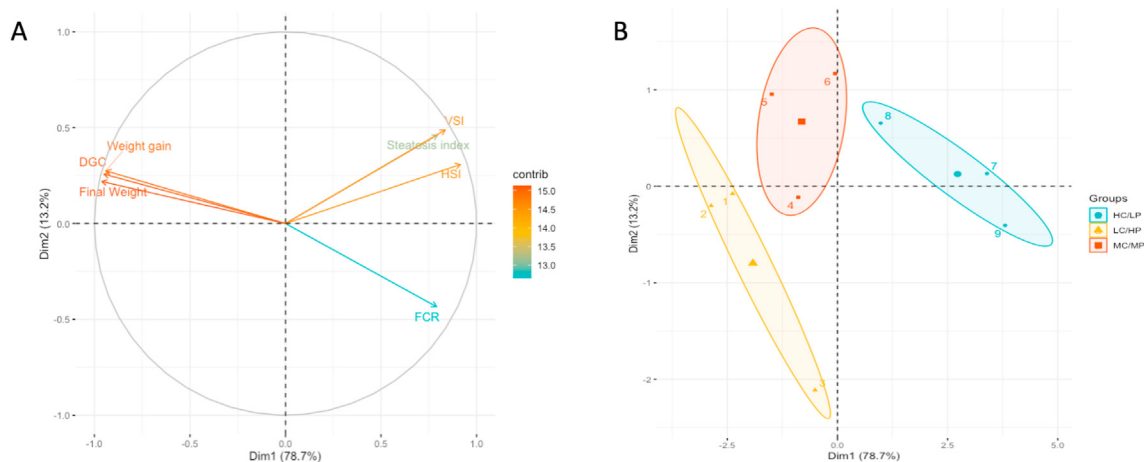 A
1.0
0.5
0.0
-0.5
-1.0
Dim2 (13.2%)
Weight gain
DGC
Final Weight
VSI
Steatosis index
HSI
FCR
-1.0 -0.5 0.0 0.5 1.0
Dim1 (78.7%)
contrib
15.0
14.5
14.0
13.5
13.0
B
1
0
-1
-2
Dim2 (13.2%)
6
5
4
8
7
9
1
2
3
-2.5 0.0 2.5 5.0
Dim1 (78.7%)
Groups
HC/LP
LC/HP
MC/MP